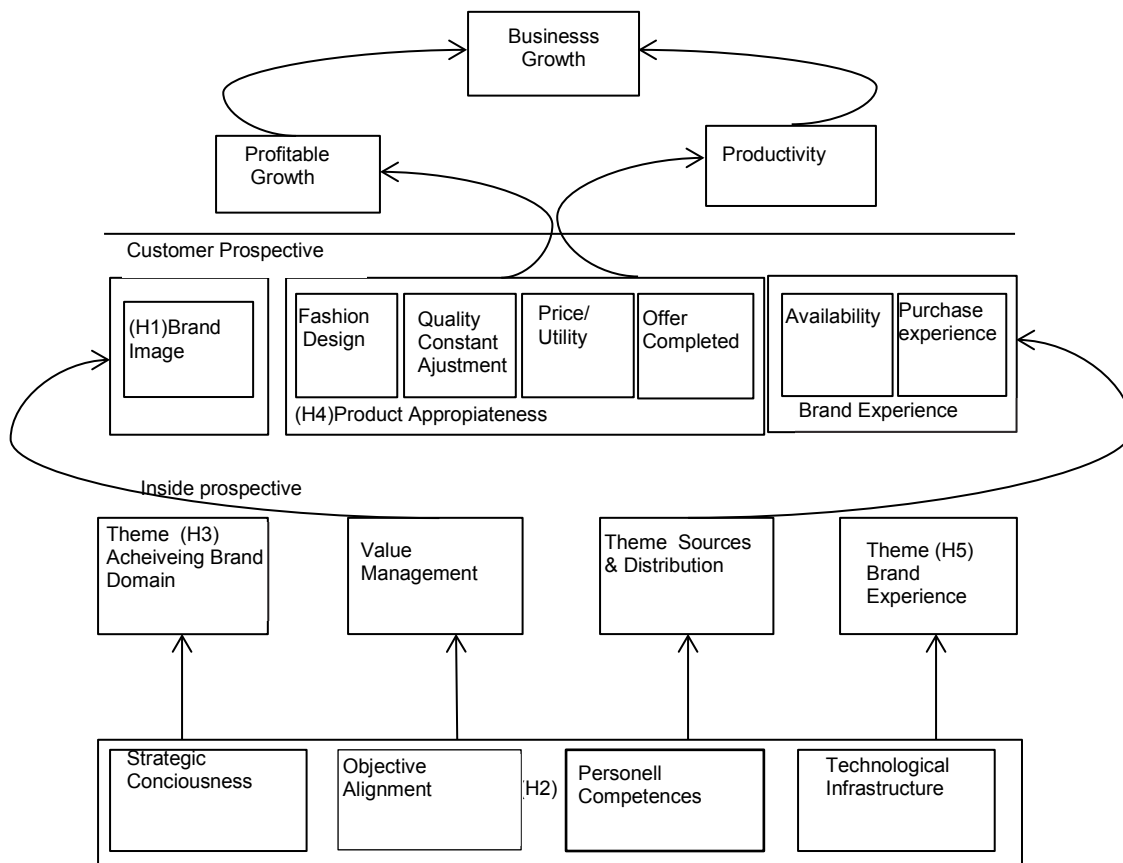 Businesss
Growth
Profitable
Growth
Productivity
Customer Prospective
(H1)Brand
Image
Fashion
Design
Quality
Constant
Ajustment
Price/
Utility
Offer
Completed
(H4)Product Appropiateness
Availability
Purchase
experience
Brand Experience
Inside prospective
Theme (H3)
Acheiveing Brand
Domain
Value
Management
Theme Sources
& Distribution
Theme (H5)
Brand
Experience
Strategic
Conciousness
Objective
Alignment
(H2)
Personell
Competences
Technological
Infrastructure